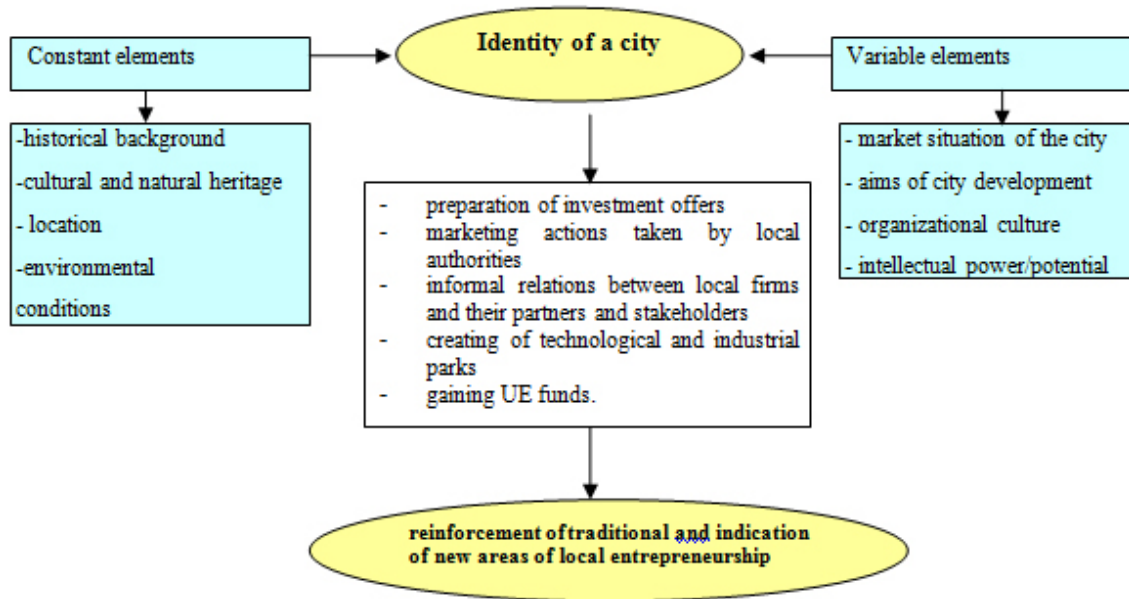 Identity of a city
Constant elements
Variable elements
-historical background
-cultural and natural heritage
- location
-environmental
conditions
- market situation of the city
- aims of city development
- organizational culture
- intellectual power/potential
- preparation of investment offers
- marketing actions taken by local
authorities
- informal relations between local firms
and their partners and stakeholders
- creating of technological and industrial
parks
- gaining UE funds.
reinforcement of traditional and indication
of new areas of local entrepreneurship